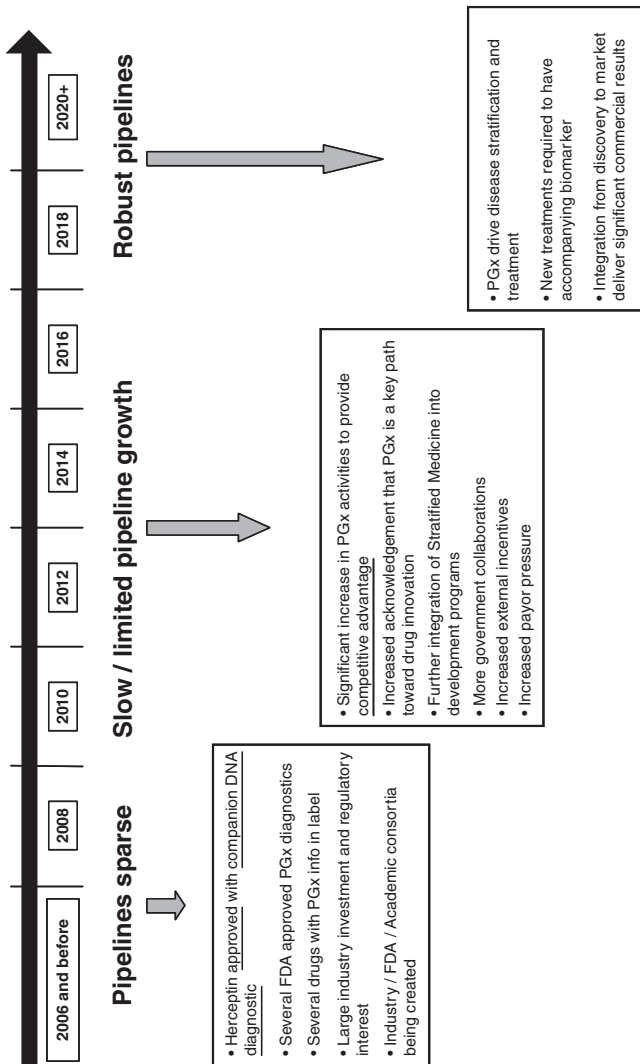 2006 and before
2008
2010
2012
2014
2016
2018
2020+
Pipelines sparse
Slow / limited pipeline growth
Robust pipelines
• Herceptin approved with companion DNA
diagnostic
• Several FDA approved PGx diagnostics
• Several drugs with PGx info in label
• Large industry investment and regulatory
interest
• Industry / FDA / Academic consortia
being created
• Significant increase in PGx activities to provide
competitive advantage
• Increased acknowledgement that PGx is a key path
toward drug innovation
• Further integration of Stratified Medicine into
development programs
• More government collaborations
• Increased external incentives
• Increased payor pressure
• PGx drive disease stratification and
treatment
• New treatments required to have
accompanying biomarker
• Integration from discovery to market
deliver significant commercial results